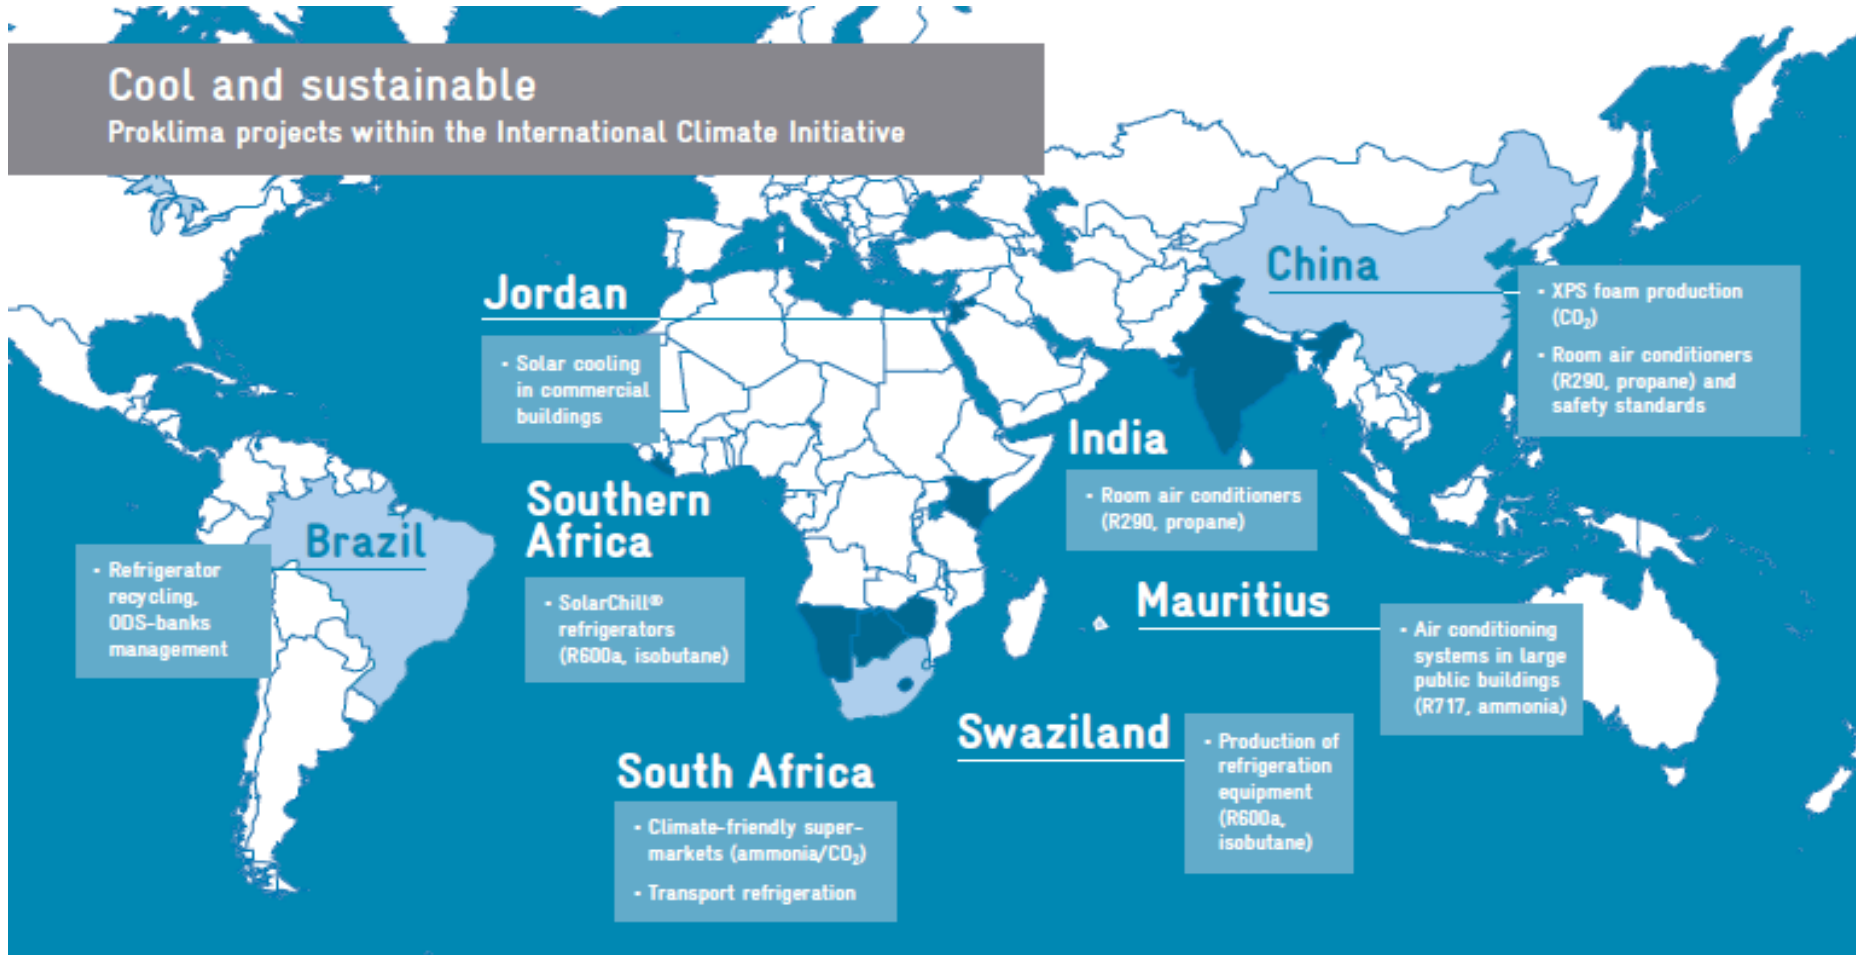 Cool and sustainable
Proklima projects within the International Climate Initiative
Jordan
- Solar cooling
in commercial
buildings
China
- XPS foam production
(CO₂)
- Room air conditioners
(R290, propane) and
safety standards
India
- Room air conditioners
(R290, propane)
Southern
Africa
- SolarChill®
refrigerators
(R600a, isobutane)
Brazil
- Refrigerator
recycling,
ODS-banks
management
Mauritius
- Air conditioning
systems in large
public buildings
(R717, ammonia)
Swaziland
- Production of
refrigeration
equipment
(R600a,
isobutane)
South Africa
- Climate-friendly super-
markets (ammonia/CO₂)
- Transport refrigeration